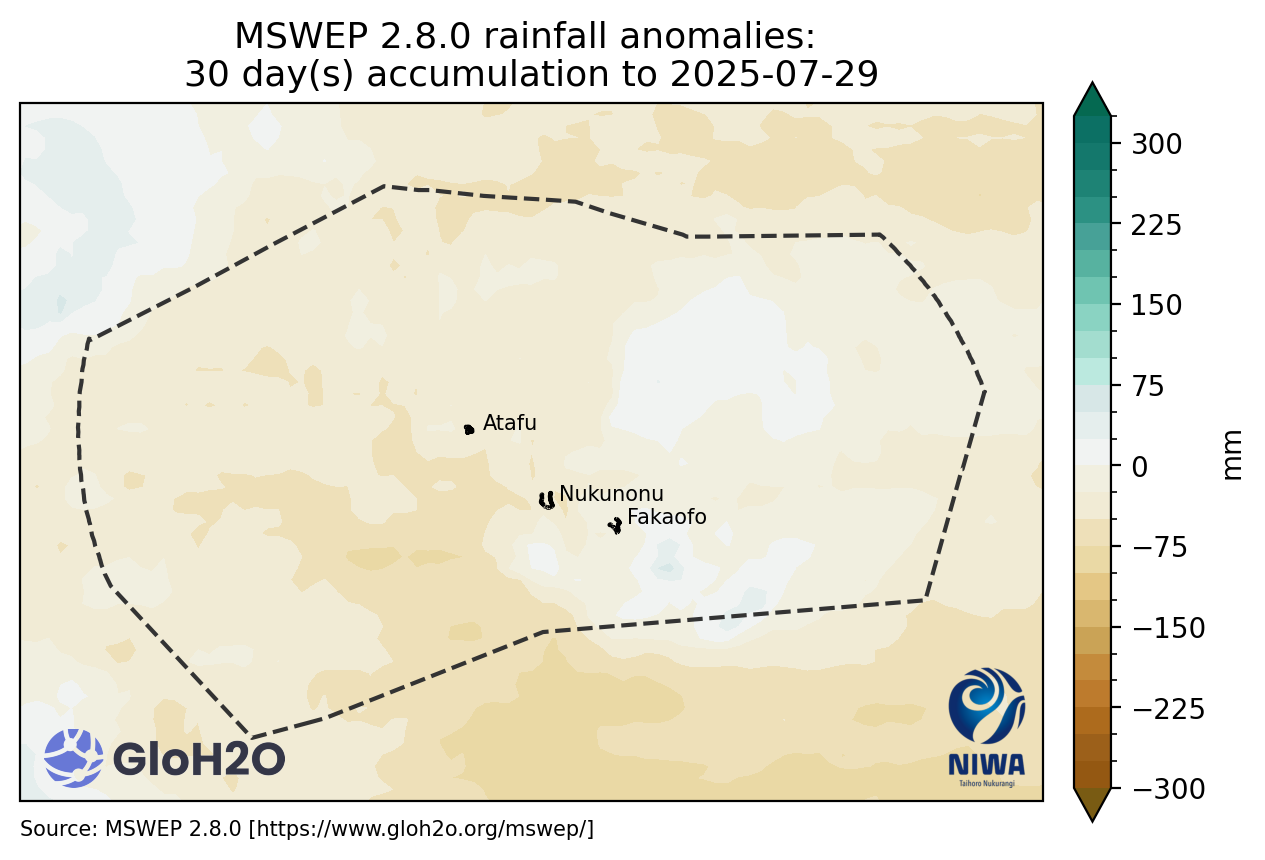 MSWEP 2.8.0 rainfall anomalies:
30 day(s) accumulation to 2025-07-29
300
225
150
75
0
−75
−150
−225
−300
mm
Atafu
Nukunonu
Fakaofo
GloH2O
NIWA
Taihoro Nukurangi
Source: MSWEP 2.8.0 [https://www.gloh2o.org/mswep/]